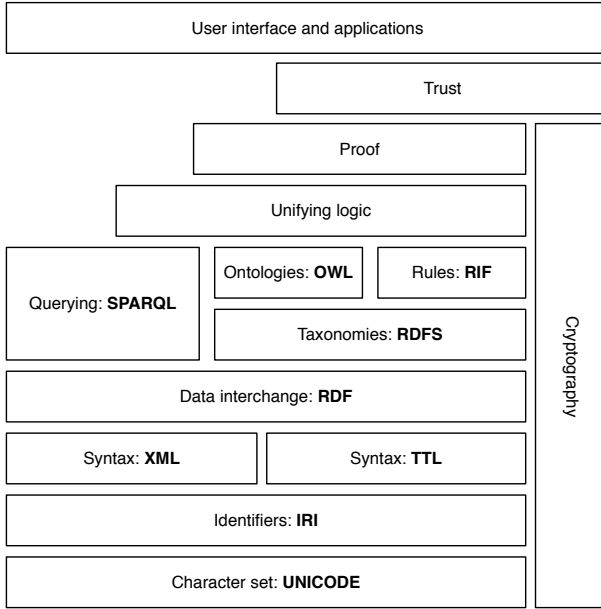 User interface and applications
Trust
Proof
Unifying logic
Ontologies: OWL
Rules: RIF
Querying: SPARQL
Taxonomies: RDFS
Cryptography
Data interchange: RDF
Syntax: XML
Syntax: TTL
Identifiers: IRI
Character set: UNICODE